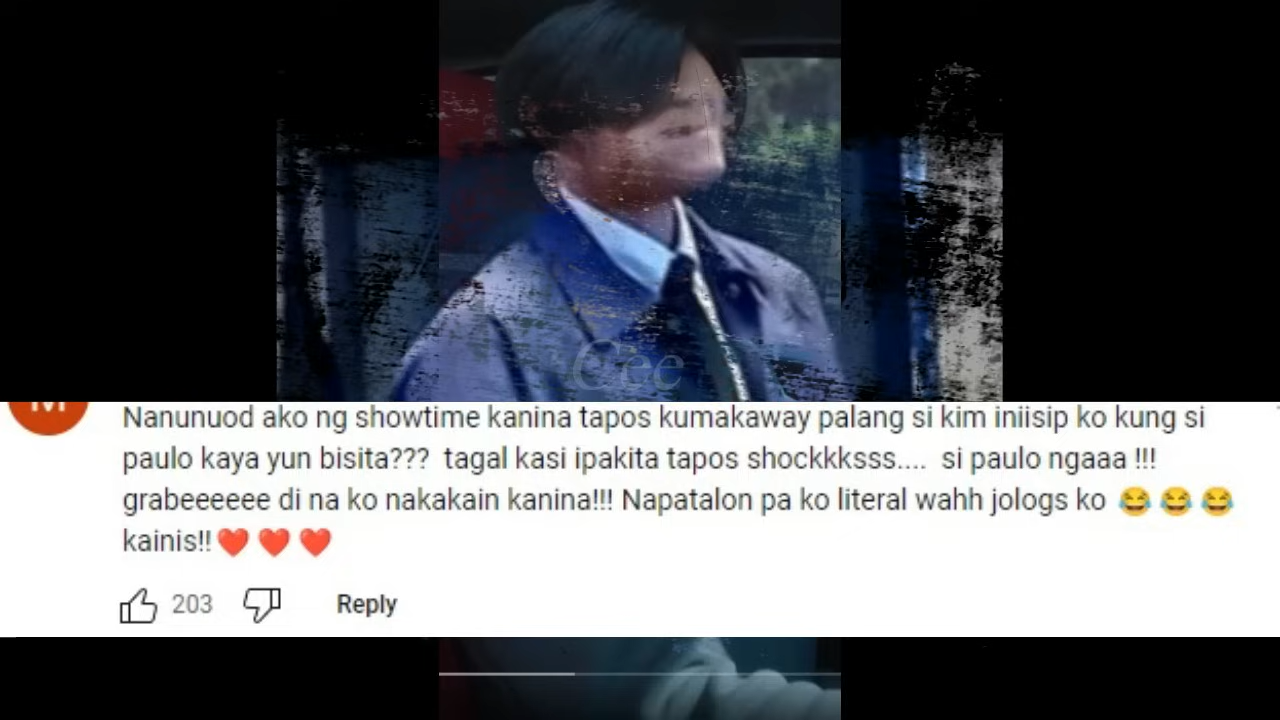 Cee
Nanunuod ako ng showtime kanina tapos kumakaway palang si kim iniisip ko kung si
paulo kaya yun bisita??? tagal kasi ipakita tapos shockkksss.... si paulo ngaaa !!!
grabeeeeee di na ko nakakain kanina!!! Napatalon pa ko literal wahh jologs ko 😂😂😂
kainis!!❤️❤️❤️
203
Reply